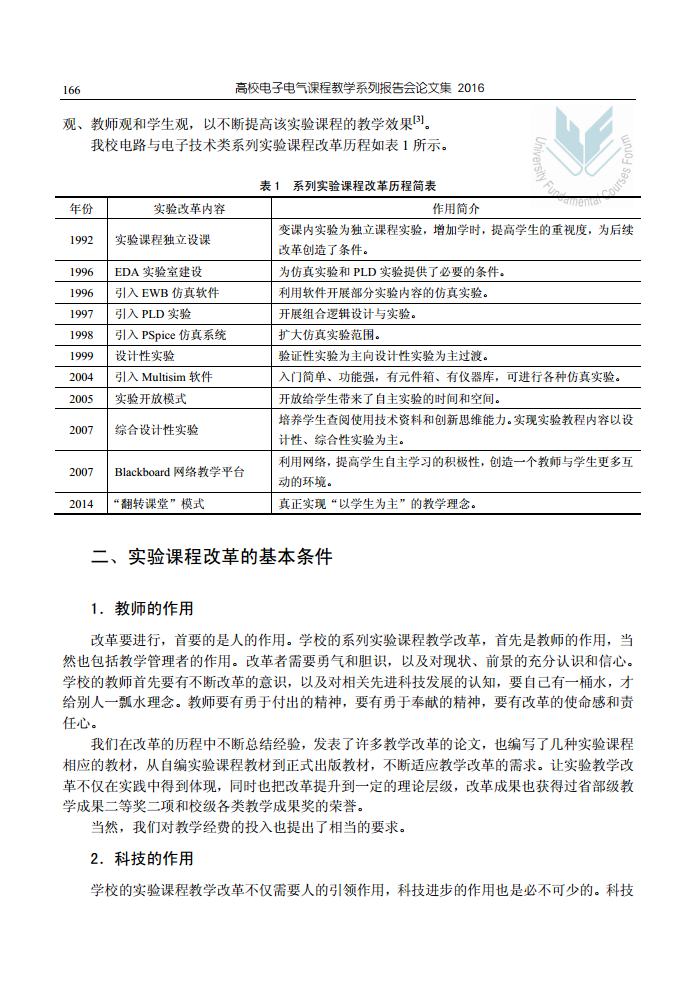 166 高校电子电气课程教学系列报告会论文集 2016
University Fundamental Courses Forum
观、教师观和学生观，以不断提高该实验课程的教学效果[3]。
我校电路与电子技术类系列实验课程改革历程如表 1 所示。
表 1 系列实验课程改革历程简表
年份 实验改革内容 作用简介
1992 实验课程独立设课 变课内实验为独立课程实验，增加学时，提高学生的重视度，为后续
改革创造了条件。
1996 EDA 实验室建设 为仿真实验和 PLD 实验提供了必要的条件。
1996 引入 EWB 仿真软件 利用软件开展部分实验内容的仿真实验。
1997 引入 PLD 实验 开展组合逻辑设计与实验。
1998 引入 PSpice 仿真系统 扩大仿真实验范围。
1999 设计性实验 验证性实验为主向设计性实验为主过渡。
2004 引入 Multisim 软件 入门简单、功能强，有元件箱、有仪器库，可进行各种仿真实验。
2005 实验开放模式 开放给学生带来了自主实验的时间和空间。
2007 综合设计性实验 培养学生查阅使用技术资料和创新思维能力。实现实验教程内容以设
计性、综合性实验为主。
2007 Blackboard 网络教学平台 利用网络，提高学生自主学习的积极性，创造一个教师与学生更多互
动的环境。
2014 “翻转课堂”模式 真正实现“以学生为主”的教学理念。
二、实验课程改革的基本条件
1．教师的作用
改革要进行，首要的是人的作用。学校的系列实验课程教学改革，首先是教师的作用，当
然也包括教学管理者的作用。改革者需要勇气和胆识，以及对现状、前景的充分认识和信心。
学校的教师首先要有不断改革的意识，以及对相关先进科技发展的认知，要自己有一桶水，才
给别人一瓢水理念。教师要有勇于付出的精神，要有勇于奉献的精神，要有改革的使命感和责
任心。
我们在改革的历程中不断总结经验，发表了许多教学改革的论文，也编写了几种实验课程
相应的教材，从自编实验课程教材到正式出版教材，不断适应教学改革的需求。让实验教学改
革不仅在实践中得到体现，同时也把改革提升到一定的理论层级，改革成果也获得过省部级教
学成果二等奖二项和校级各类教学成果奖的荣誉。
当然，我们对教学经费的投入也提出了相当的要求。
2．科技的作用
学校的实验课程教学改革不仅需要人的引领作用，科技进步的作用也是必不可少的。科技